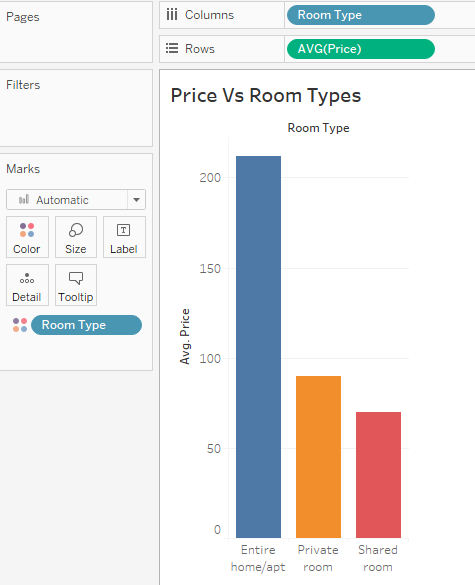 Pages
Columns
Room Type
Rows
AVG(Price)
Filters
Marks
Automatic
Color
Size
T
Label
Detail
Tooltip
Room Type
Price Vs Room Types
Room Type
Avg. Price
200
150
100
50
0
Entire
home/apt
Private
room
Shared
room